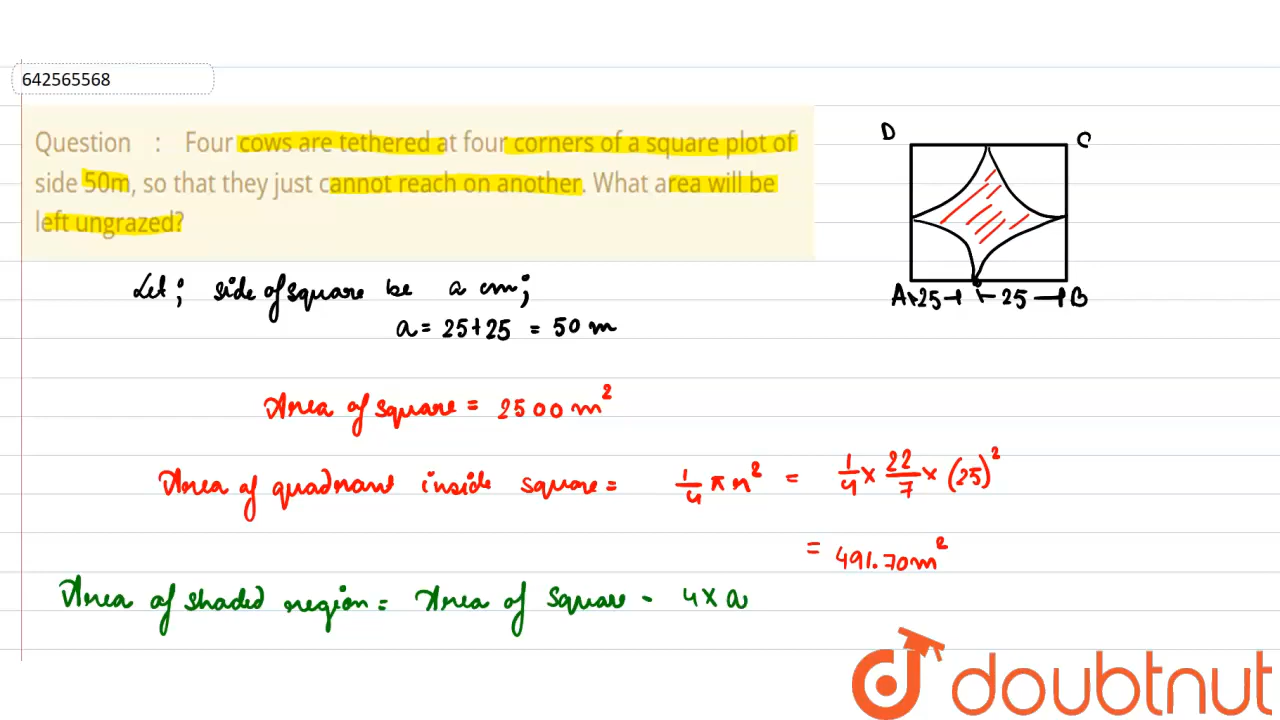 642565568
Question : Four cows are tethered at four corners of a square plot of
side 50m, so that they just cannot reach on another. What area will be
left ungrazed?
D C
A 25 25 B
Let; side of square be a cm;
a = 25+25 = 50 m
Area of square = 2500 m²
Area of quadrant inside square = 1/4 π r² = 1/4 × 22/7 × (25)²
= 491.70 m²
Area of shaded region = Area of square - 4 × a
doubtnut